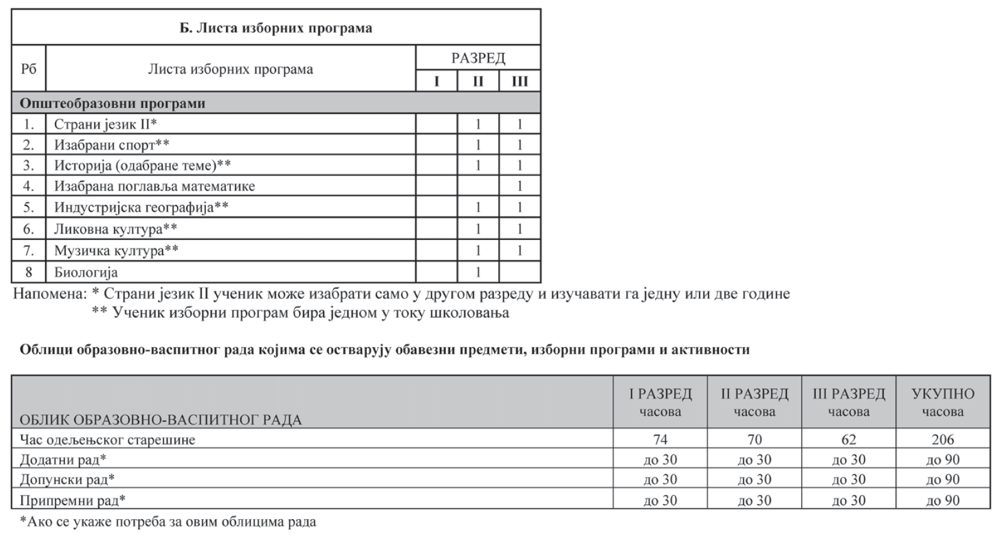 Б. Листа изборних програма
Рб Листа изборних програма РАЗРЕД
I II III
Општеобразовни програми
1. Страни језик II* 1 1
2. Изабрани спорт** 1 1
3. Историја (одабране теме)** 1 1
4. Изабрана поглавља математике 1
5. Индустријска географија** 1 1
6. Ликовна култура** 1 1
7. Музичка култура** 1 1
8 Биологија 1
Напомена: * Страни језик II ученик може изабрати само у другом разреду и изучавати га једну или две године
** Ученик изборни програм бира једном у току школовања
Облици образовно-васпитног рада којима се остварују обавезни предмети, изборни програми и активности
ОБЛИК ОБРАЗОВНО-ВАСПИТНОГ РАДА I РАЗРЕД часова II РАЗРЕД часова III РАЗРЕД часова УКУПНО часова
Час одељењског старешине 74 70 62 206
Додатни рад* до 30 до 30 до 30 до 90
Допунски рад* до 30 до 30 до 30 до 90
Припремни рад* до 30 до 30 до 30 до 90
*Ако се укаже потреба за овим облицима рада